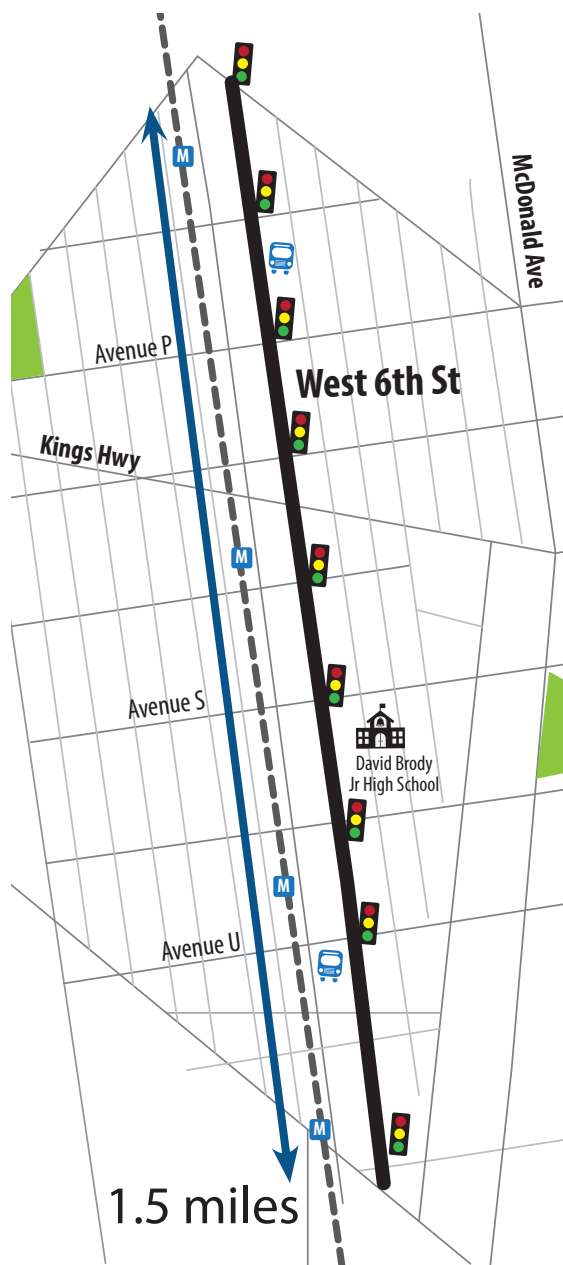 M
McDonald Ave
Avenue P
West 6th St
Kings Hwy
M
Avenue S
David Brody
Jr High School
M
Avenue U
M
1.5 miles